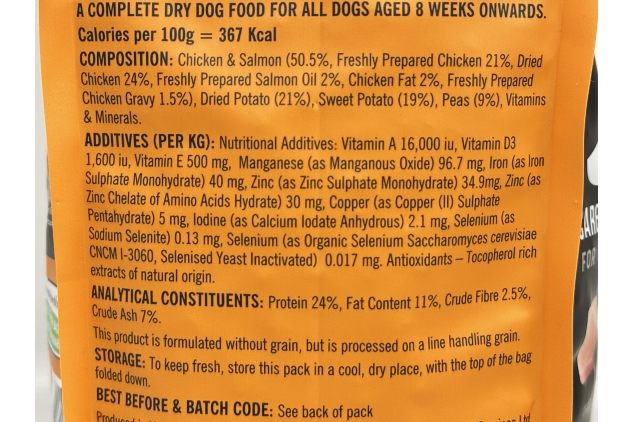 A COMPLETE DRY DOG FOOD FOR ALL DOGS AGED 8 WEEKS ONWARDS.
Calories per 100g = 367 Kcal
COMPOSITION: Chicken & Salmon (50.5%, Freshly Prepared Chicken 21%, Dried
Chicken 24%, Freshly Prepared Salmon Oil 2%, Chicken Fat 2%, Freshly Prepared
Chicken Gravy 1.5%), Dried Potato (21%), Sweet Potato (19%), Peas (9%), Vitamins
& Minerals.
ADDITIVES (PER KG): Nutritional Additives: Vitamin A 16,000 iu, Vitamin D3
1,600 iu, Vitamin E 500 mg, Manganese (as Manganous Oxide) 96.7 mg, Iron (as Iron
Sulphate Monohydrate) 40 mg, Zinc (as Zinc Sulphate Monohydrate) 34.9mg, Zinc (as
Zinc Chelate of Amino Acids Hydrate) 30 mg, Copper (as Copper (II) Sulphate
Pentahydrate) 5 mg, Iodine (as Calcium Iodate Anhydrous) 2.1 mg, Selenium (as
Sodium Selenite) 0.13 mg, Selenium (as Organic Selenium Saccharomyces cerevisiae
CNCM I-3060, Selenised Yeast Inactivated) 0.017 mg. Antioxidants – Tocopherol rich
extracts of natural origin.
ANALYTICAL CONSTITUENTS: Protein 24%, Fat Content 11%, Crude Fibre 2.5%,
Crude Ash 7%.
This product is formulated without grain, but is processed on a line handling grain.
STORAGE: To keep fresh, store this pack in a cool, dry place, with the top of the bag
folded down.
BEST BEFORE & BATCH CODE: See back of pack
FOR